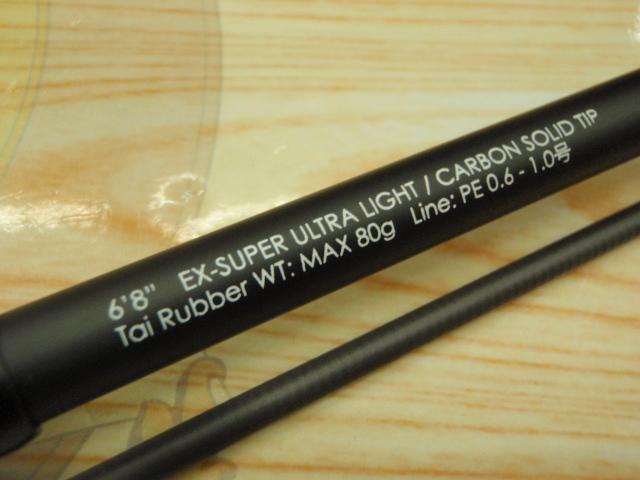 6'8" EX-SUPER ULTRA LIGHT / CARBON SOLID TIP
Tai Rubber WT: MAX 80g Line: PE 0.6 - 1.0号